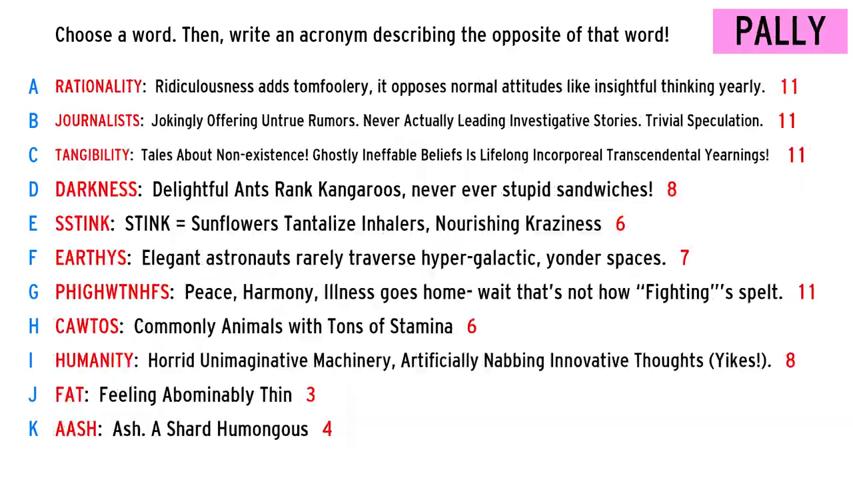 Choose a word. Then, write an acronym describing the opposite of that word!
PALLY
A RATIONALITY: Ridiculousness adds tomfoolery, it opposes normal attitudes like insightful thinking yearly. 11
B JOURNALISTS: Jokingly Offering Untrue Rumors. Never Actually Leading Investigative Stories. Trivial Speculation. 11
C TANGIBILITY: Tales About Non-existence! Ghostly Ineffable Beliefs Is Lifelong Incorporeal Transcendental Yearnings! 11
D DARKNESS: Delightful Ants Rank Kangaroos, never ever stupid sandwiches! 8
E SSTINK: STINK = Sunflowers Tantalize Inhalers, Nourishing Kraziness 6
F EARTHYS: Elegant astronauts rarely traverse hyper-galactic, yonder spaces. 7
G PHIGHWTNHFS: Peace, Harmony, Illness goes home- wait that's not how “Fighting”'s spelt. 11
H CAWTOS: Commonly Animals with Tons of Stamina 6
I HUMANITY: Horrid Unimaginative Machinery, Artificially Nabbing Innovative Thoughts (Yikes!). 8
J FAT: Feeling Abominably Thin 3
K AASH: Ash. A Shard Humongous 4